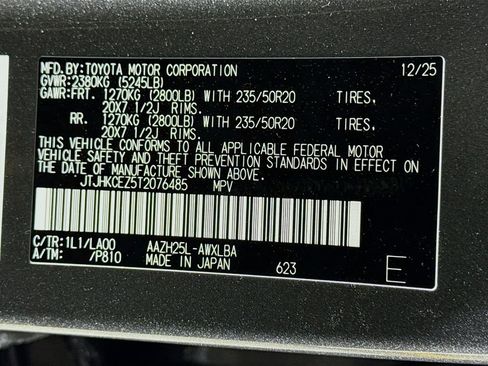 MFD.BY:TOYOTA MOTOR CORPORATION 12/25
GVWR:2380KG (5245LB)
GAWR:FRT. 1270KG (2800LB) WITH 235/50R20 TIRES,
20X7 1/2J RIMS.
RR. 1270KG (2800LB) WITH 235/50R20 TIRES,
20X7 1/2J RIMS.
THIS VEHICLE CONFORMS TO ALL APPLICABLE FEDERAL MOTOR
VEHICLE SAFETY AND THEFT PREVENTION STANDARDS IN EFFECT ON
THE DATE OF MANUFACTURE SHOWN ABOVE.
JTJHKCEZ5T2076485 MPV
C/TR:1L1/LA00 AAZH25L-AWXLBA
A/TM: /P810 MADE IN JAPAN 623 E